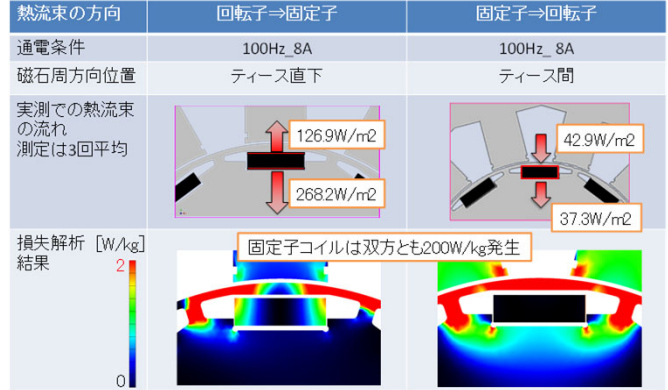 熱流束の方向
回転子⇒固定子
固定子⇒回転子
通電条件
100Hz_8A
100Hz_ 8A
磁石周方向位置
ティース直下
ティース間
実測での熱流束
の流れ
測定は3回平均
126.9W/m2
268.2W/m2
42.9W/m2
37.3W/m2
損失解析 [W/kg]
結果
固定子コイルは双方とも200W/kg発生
2
0